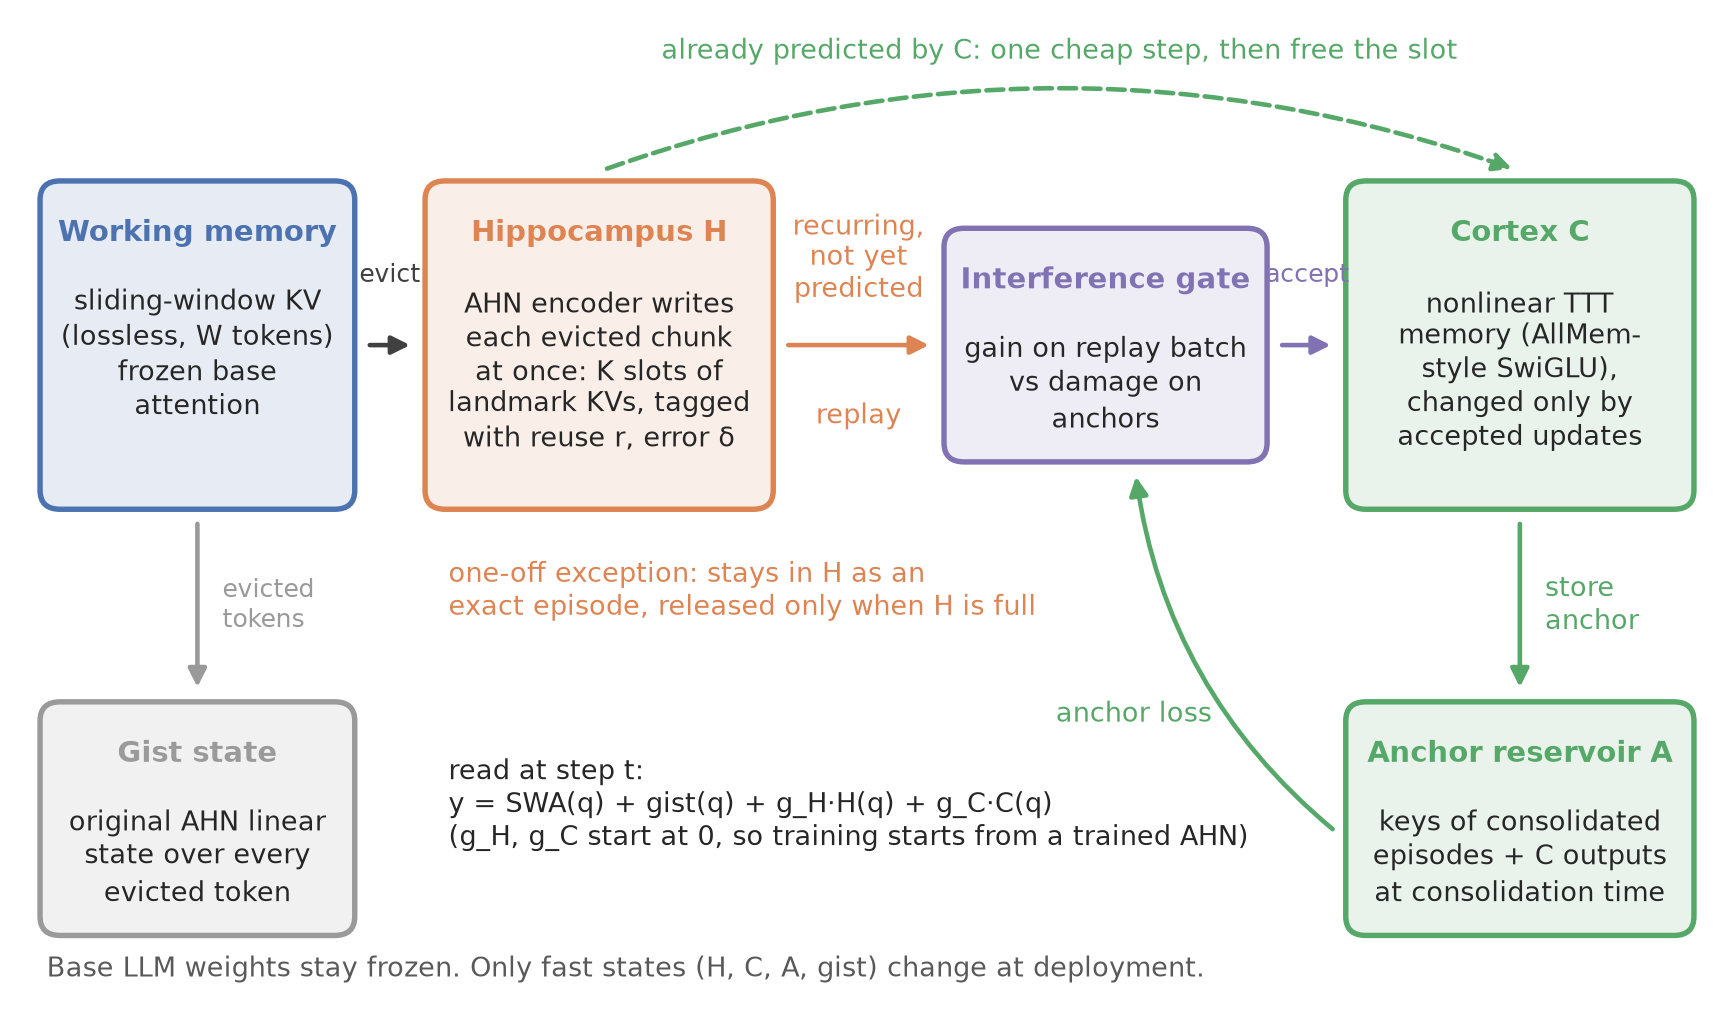 already predicted by C: one cheap step, then free the slot
Working memory
sliding-window KV
(lossless, W tokens)
frozen base
attention
evict
Hippocampus H
AHN encoder writes
each evicted chunk
at once: K slots of
landmark KVs, tagged
with reuse r, error δ
recurring,
not yet
predicted
replay
Interference gate
gain on replay batch
vs damage on
anchors
accept
Cortex C
nonlinear TTT
memory (AllMem-
style SwiGLU),
changed only by
accepted updates
evicted
tokens
one-off exception: stays in H as an
exact episode, released only when H is full
store
anchor
anchor loss
Gist state
original AHN linear
state over every
evicted token
read at step t:
y = SWA(q) + gist(q) + g_H·H(q) + g_C·C(q)
(g_H, g_C start at 0, so training starts from a trained AHN)
Anchor reservoir A
keys of consolidated
episodes + C outputs
at consolidation time
Base LLM weights stay frozen. Only fast states (H, C, A, gist) change at deployment.